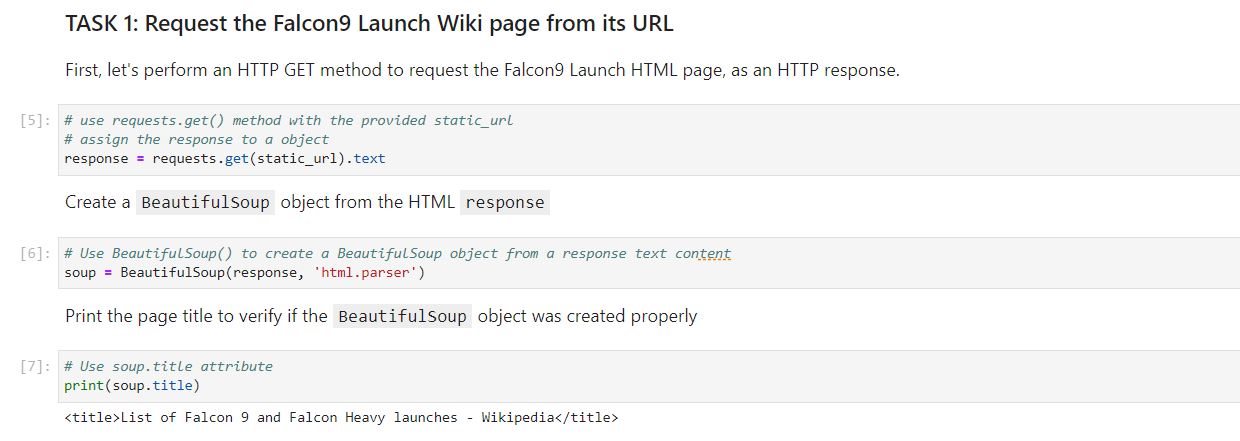 TASK 1: Request the Falcon9 Launch Wiki page from its URL
First, let's perform an HTTP GET method to request the Falcon9 Launch HTML page, as an HTTP response.
[5]: # use requests.get() method with the provided static_url
# assign the response to a object
response = requests.get(static_url).text
Create a BeautifulSoup object from the HTML response
[6]: # Use BeautifulSoup() to create a BeautifulSoup object from a response text content
soup = BeautifulSoup(response, 'html.parser')
Print the page title to verify if the BeautifulSoup object was created properly
[7]: # Use soup.title attribute
print(soup.title)
<title>List of Falcon 9 and Falcon Heavy launches - Wikipedia</title>